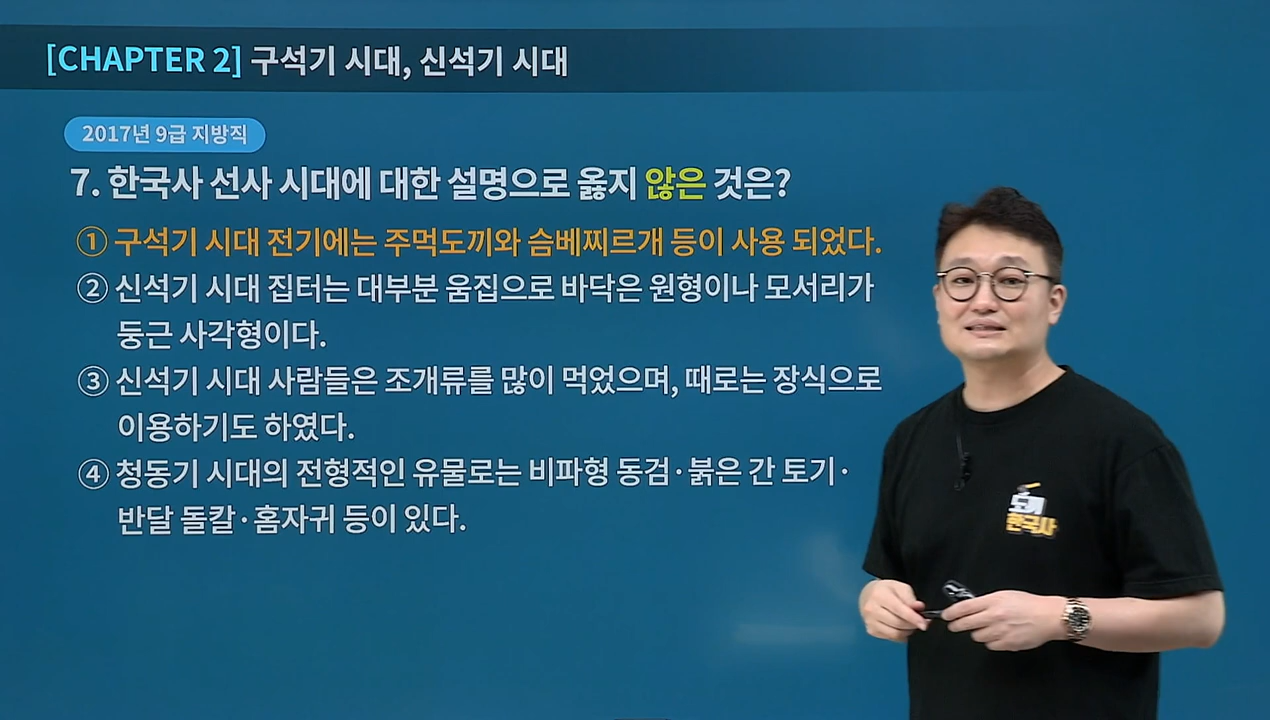 [CHAPTER 2] 구석기 시대, 신석기 시대
2017년 9급 지방직
7. 한국사 선사 시대에 대한 설명으로 옳지 않은 것은?
① 구석기 시대 전기에는 주먹도끼와 슴베찌르개 등이 사용 되었다.
② 신석기 시대 집터는 대부분 움집으로 바닥은 원형이나 모서리가
둥근 사각형이다.
③ 신석기 시대 사람들은 조개류를 많이 먹었으며, 때로는 장식으로
이용하기도 하였다.
④ 청동기 시대의 전형적인 유물로는 비파형 동검·붉은 간 토기·
반달 돌칼·홈자귀 등이 있다.
한국사